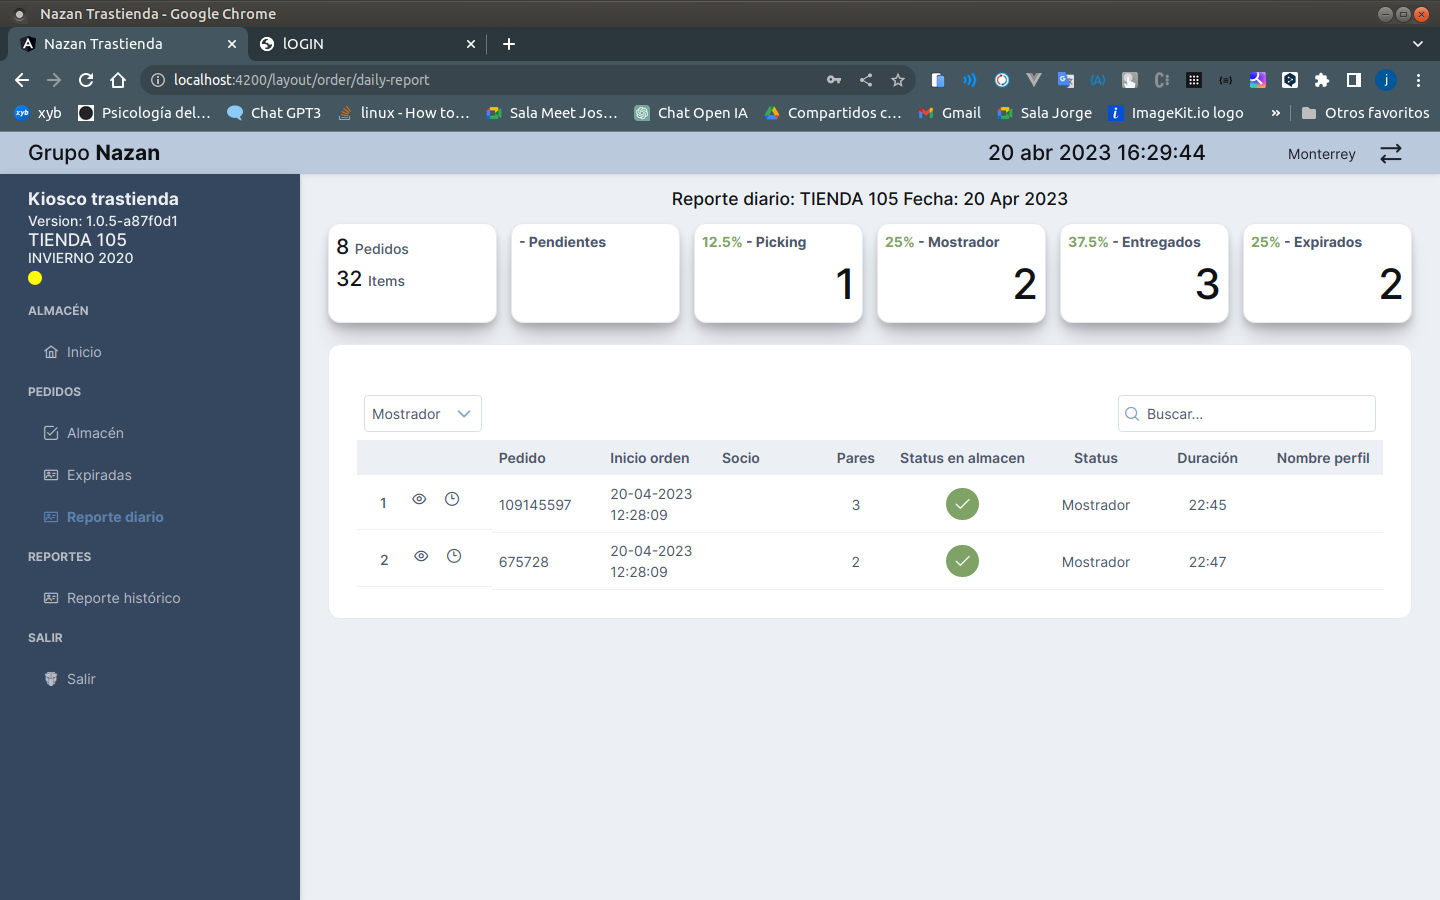 Nazan Trastienda - Google Chrome
Nazan Trastienda
lOGIN
localhost:4200/layout/order/daily-report
xyb
Psicología del...
Chat GPT3
linux - How to...
Sala Meet Jos...
Chat Open IA
Compartidos c...
Gmail
Sala Jorge
ImageKit.io logo
»
Otros favoritos
Grupo Nazan
20 abr 2023 16:29:44
Monterrey
Kiosco trastienda
Version: 1.0.5-a87f0d1
TIENDA 105
INVIERNO 2020
ALMACÉN
Inicio
PEDIDOS
Almacén
Expiradas
Reporte diario
REPORTES
Reporte histórico
SALIR
Salir
Reporte diario: TIENDA 105 Fecha: 20 Apr 2023
8 Pedidos
32 Items
- Pendientes
12.5% - Picking
1
25% - Mostrador
2
37.5% - Entregados
3
25% - Expirados
2
Mostrador
Buscar...
Pedido Inicio orden Socio Pares Status en almacen Status Duración Nombre perfil
1 109145597 20-04-2023 12:28:09 3 Mostrador 22:45
2 675728 20-04-2023 12:28:09 2 Mostrador 22:47